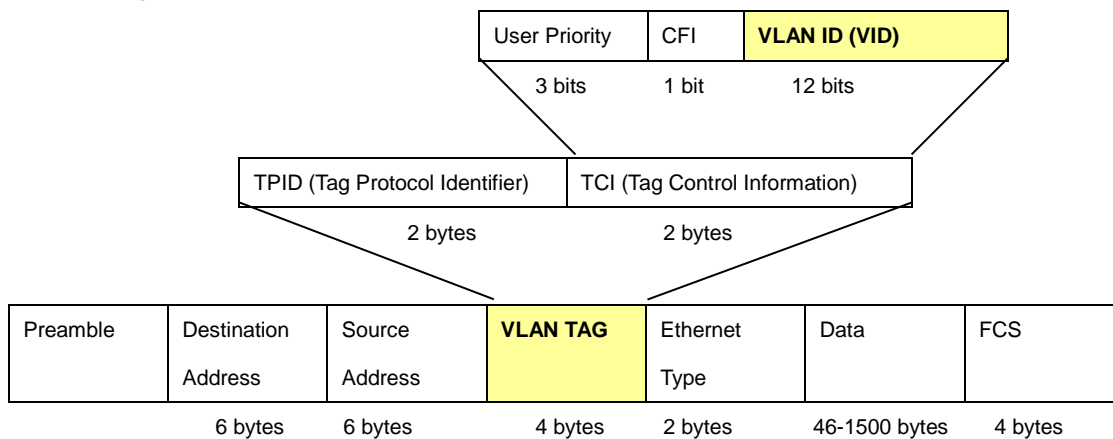 User Priority CFI VLAN ID (VID)
3 bits 1 bit 12 bits
TPID (Tag Protocol Identifier) TCI (Tag Control Information)
2 bytes 2 bytes
Preamble Destination Address Source Address VLAN TAG Ethernet Type Data FCS
6 bytes 6 bytes 4 bytes 2 bytes 46-1500 bytes 4 bytes